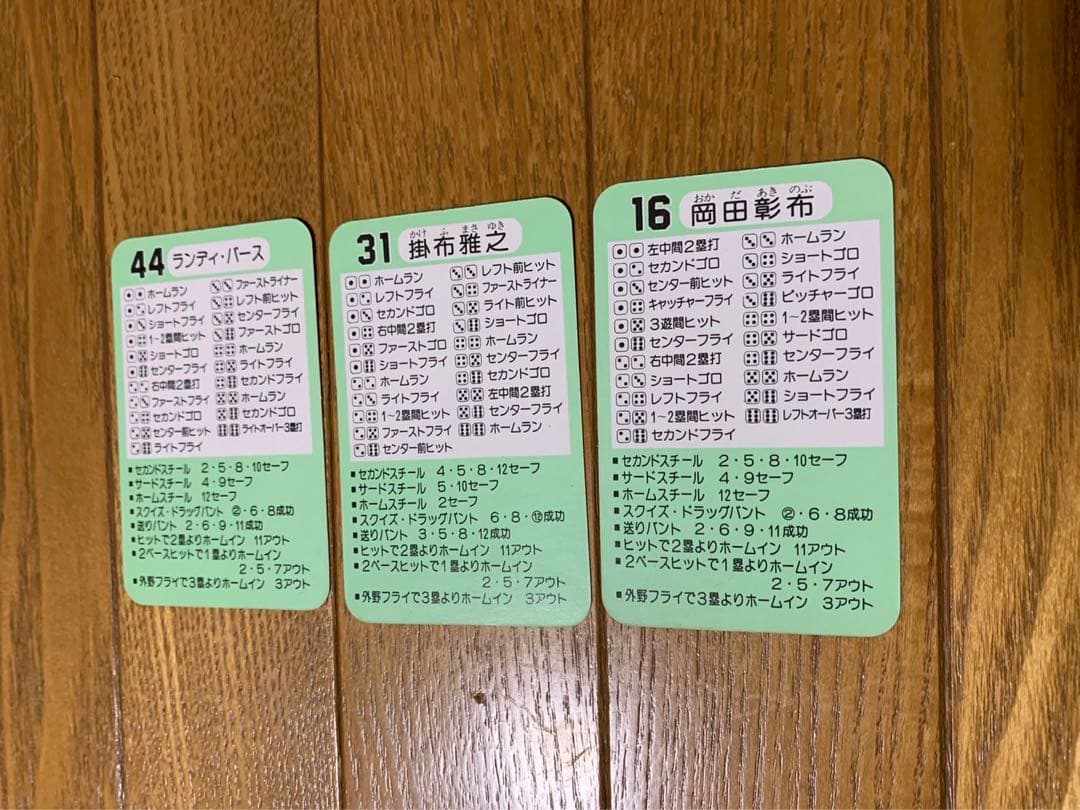 44 ランディ・バース
ホームラン
レフトフライ
ショートフライ
1〜2塁間ヒット
ショートゴロ
センターフライ
右中間2塁打
ファーストフライ
セカンドゴロ
センター前ヒット
ライトフライ
ファーストライナー
レフト前ヒット
センターフライ
ファーストゴロ
ホームラン
ライトフライ
セカンドフライ
ホームラン
セカンドゴロ
ライトオーバー3塁打
■セカンドスチール 2・5・8・10セーフ
■サードスチール 4・9セーフ
■ホームスチール 12セーフ
■スクイズ・ドラッグバント ②・6・8成功
■送りバント 2・6・9・11成功
■ヒットで2塁よりホームイン 11アウト
■2ベースヒットで1塁よりホームイン
2・5・7アウト
■外野フライで3塁よりホームイン 3アウト
かけ ふ まさ ゆき
31 掛布雅之
ホームラン
レフトフライ
セカンドゴロ
右中間2塁打
ファーストゴロ
ショートフライ
ホームラン
ライトフライ
1〜2塁間ヒット
ファーストフライ
センター前ヒット
レフト前ヒット
ファーストライナー
ライト前ヒット
ショートゴロ
ホームラン
センターフライ
セカンドゴロ
左中間2塁打
センターフライ
ホームラン
■セカンドスチール 4・5・8・12セーフ
■サードスチール 5・10セーフ
■ホームスチール 2セーフ
■スクイズ・ドラッグバント 6・8・⑫成功
■送りバント 3・5・8・12成功
■ヒットで2塁よりホームイン 11アウト
■2ベースヒットで1塁よりホームイン
2・5・7アウト
■外野フライで3塁よりホームイン 3アウト
おか だ あき のぶ
16 岡田彰布
左中間2塁打
セカンドゴロ
センター前ヒット
キャッチャーフライ
3遊間ヒット
センターフライ
右中間2塁打
ショートゴロ
レフトフライ
1〜2塁間ヒット
セカンドフライ
ホームラン
ショートゴロ
ライトフライ
ピッチャーゴロ
1〜2塁間ヒット
サードゴロ
センターフライ
ホームラン
ショートフライ
レフトオーバー3塁打
■セカンドスチール 2・5・8・10セーフ
■サードスチール 4・9セーフ
■ホームスチール 12セーフ
■スクイズ・ドラッグバント ②・6・8成功
■送りバント 2・6・9・11成功
■ヒットで2塁よりホームイン 11アウト
■2ベースヒットで1塁よりホームイン
2・5・7アウト
■外野フライで3塁よりホームイン 3アウト